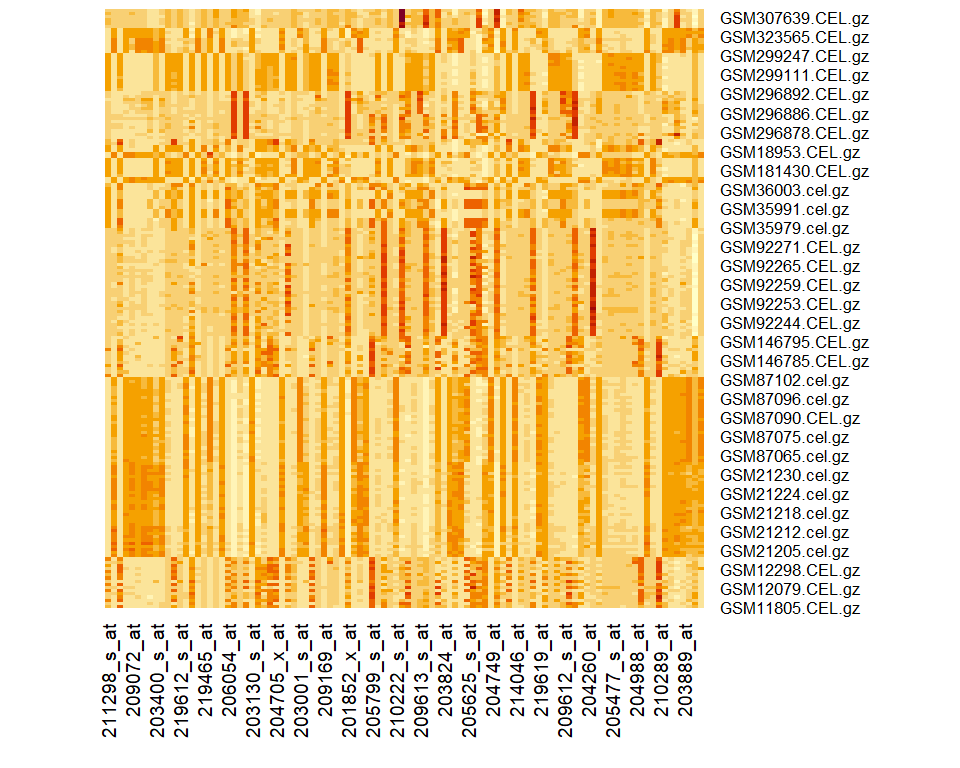 GSM307639.CEL.gz
GSM323565.CEL.gz
GSM299247.CEL.gz
GSM299111.CEL.gz
GSM296892.CEL.gz
GSM296886.CEL.gz
GSM296878.CEL.gz
GSM18953.CEL.gz
GSM181430.CEL.gz
GSM36003.cel.gz
GSM35991.cel.gz
GSM35979.cel.gz
GSM92271.CEL.gz
GSM92265.CEL.gz
GSM92259.CEL.gz
GSM92253.CEL.gz
GSM92244.CEL.gz
GSM146795.CEL.gz
GSM146785.CEL.gz
GSM87102.cel.gz
GSM87096.cel.gz
GSM87090.CEL.gz
GSM87075.cel.gz
GSM87065.cel.gz
GSM21230.cel.gz
GSM21224.cel.gz
GSM21218.cel.gz
GSM21212.cel.gz
GSM21205.cel.gz
GSM12298.CEL.gz
GSM12079.CEL.gz
GSM11805.CEL.gz
211298_s_at
209072_at
203400_s_at
219612_s_at
219465_at
206054_at
203130_s_at
204705_x_at
203001_s_at
209169_at
201852_x_at
205799_s_at
210222_s_at
209613_s_at
203824_at
205625_s_at
204749_at
214046_at
219619_at
209612_s_at
204260_at
205477_s_at
204988_at
210289_at
203889_at